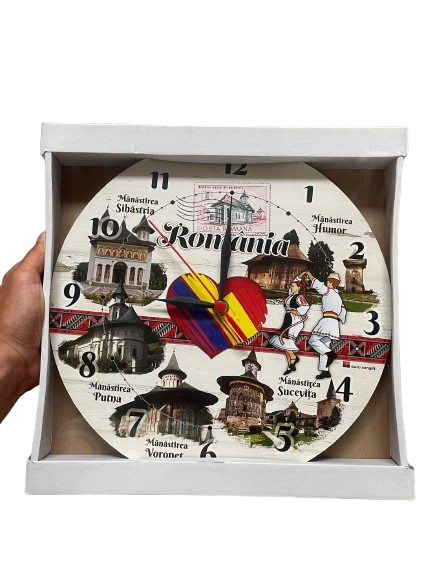 12
11
1
Mănăstirea
Sihăstria
POSTA ROMANA
Mănăstirea
Humor
10
România
2
9
3
8
4
Mănăstirea
Putna
Mănăstirea
Sucevița
7
5
Mănăstirea
Voroneț
6